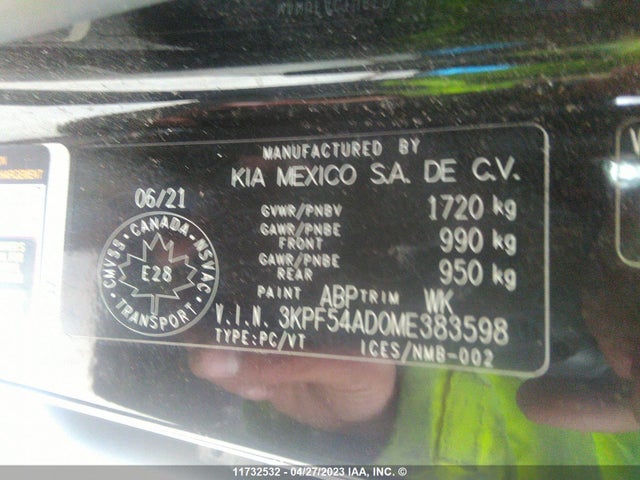 MANUFACTURED BY
KIA MEXICO S.A. DE C.V.
06/21
GVWR/PNBV 1720 kg
GAWR/PNBE FRONT 990 kg
GAWR/PNBE REAR 950 kg
PAINT ABP TRIM WK
V.I.N. 3KPF54AD0ME383598
TYPE:PC/VT ICES/NMB-002
CMVSS • CANADA • NSVAC • TRANSPORT •
E28
11732532 - 04/27/2023 IAA, INC. ©